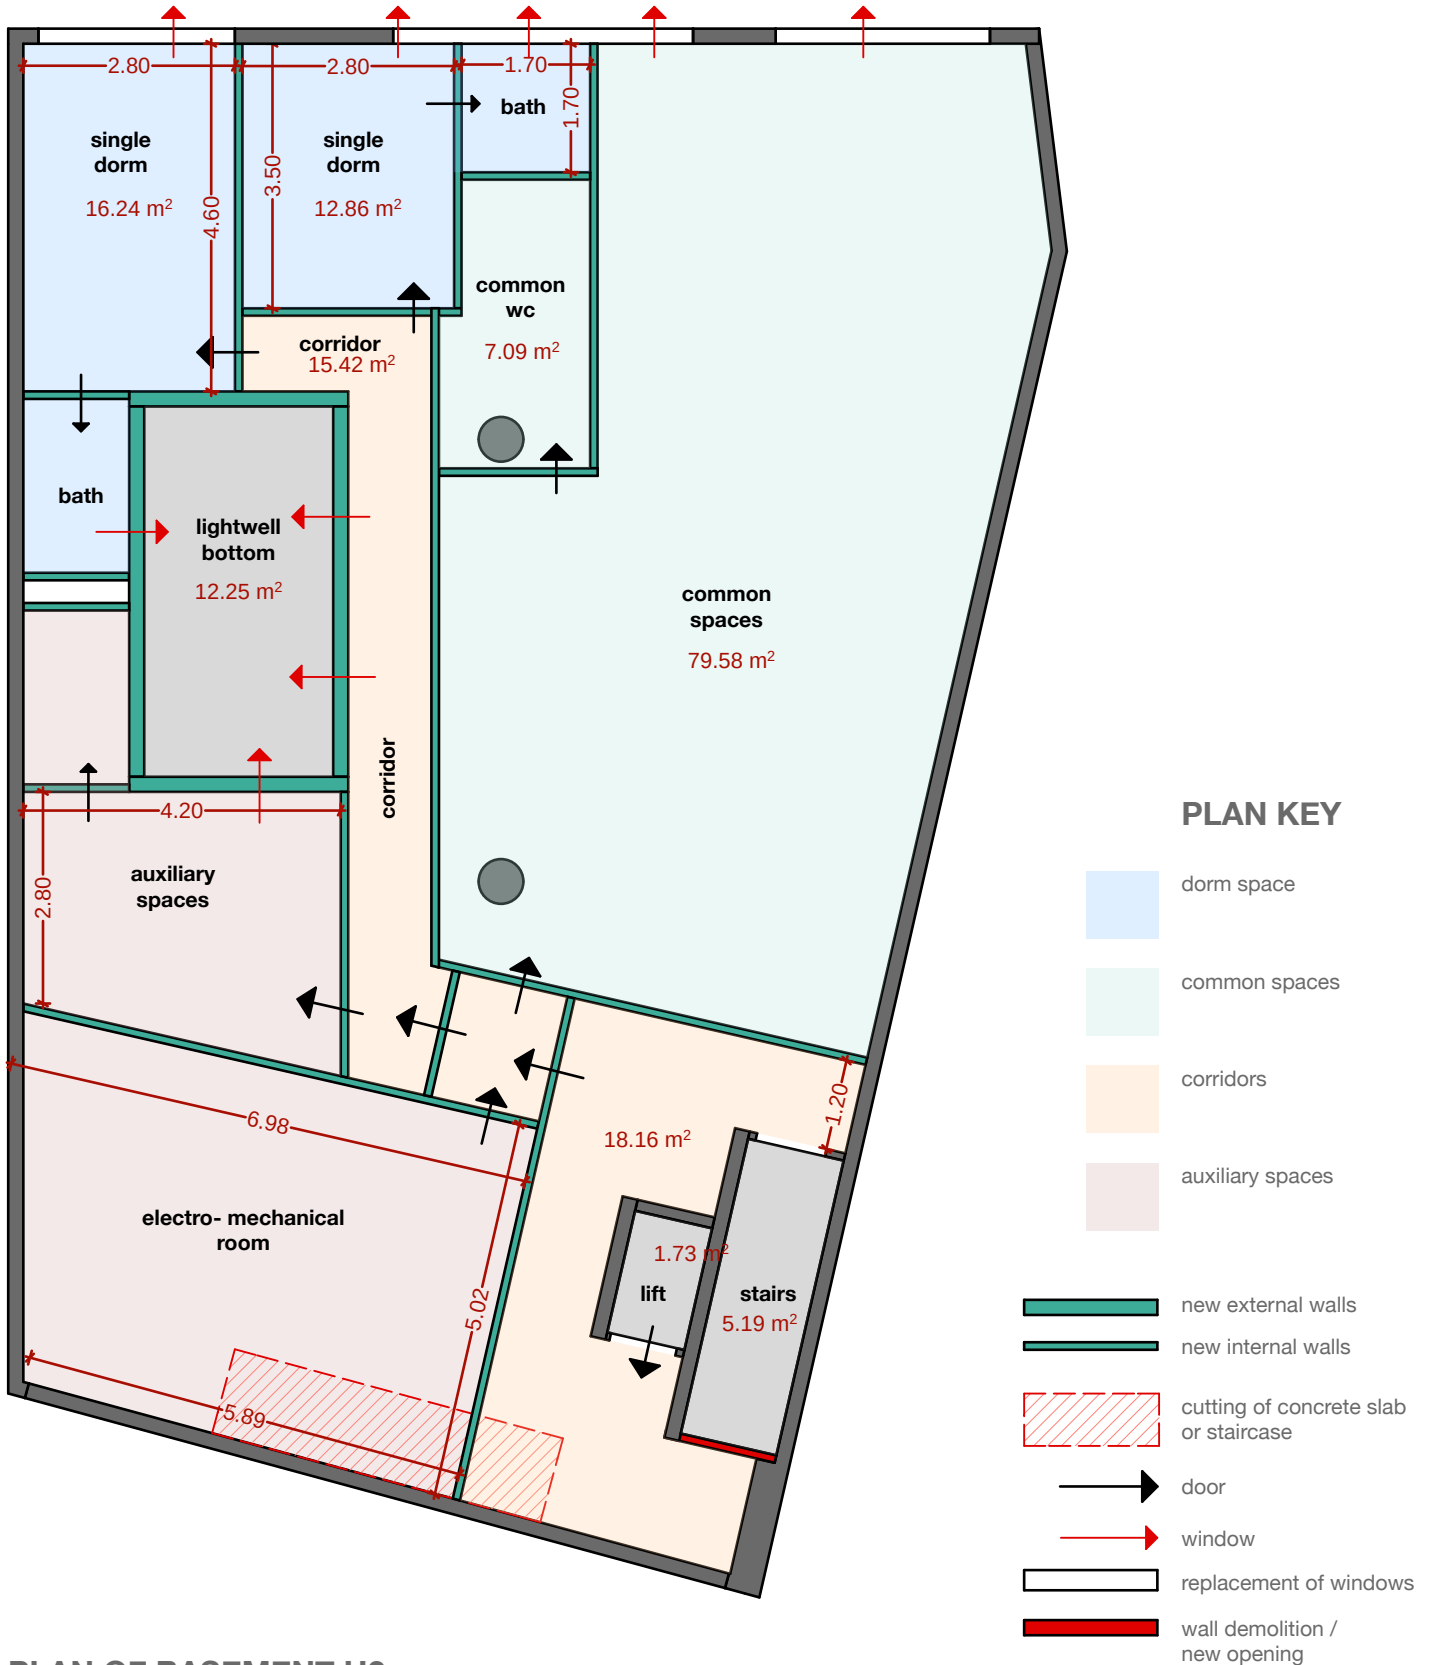 2.80
2.80
1.70
bath
1.70
single
dorm
16.24 m²
4.60
3.50
single
dorm
12.86 m²
common
wc
7.09 m²
corridor
15.42 m²
bath
lightwell
bottom
12.25 m²
common
spaces
79.58 m²
corridor
4.20
auxiliary
spaces
2.80
6.98
electro- mechanical
room
5.02
5.89
18.16 m²
1.20
1.73 m²
lift
stairs
5.19 m²
PLAN KEY
dorm space
common spaces
corridors
auxiliary spaces
new external walls
new internal walls
cutting of concrete slab
or staircase
door
window
replacement of windows
wall demolition /
new opening
PLAN OF BASEMENT